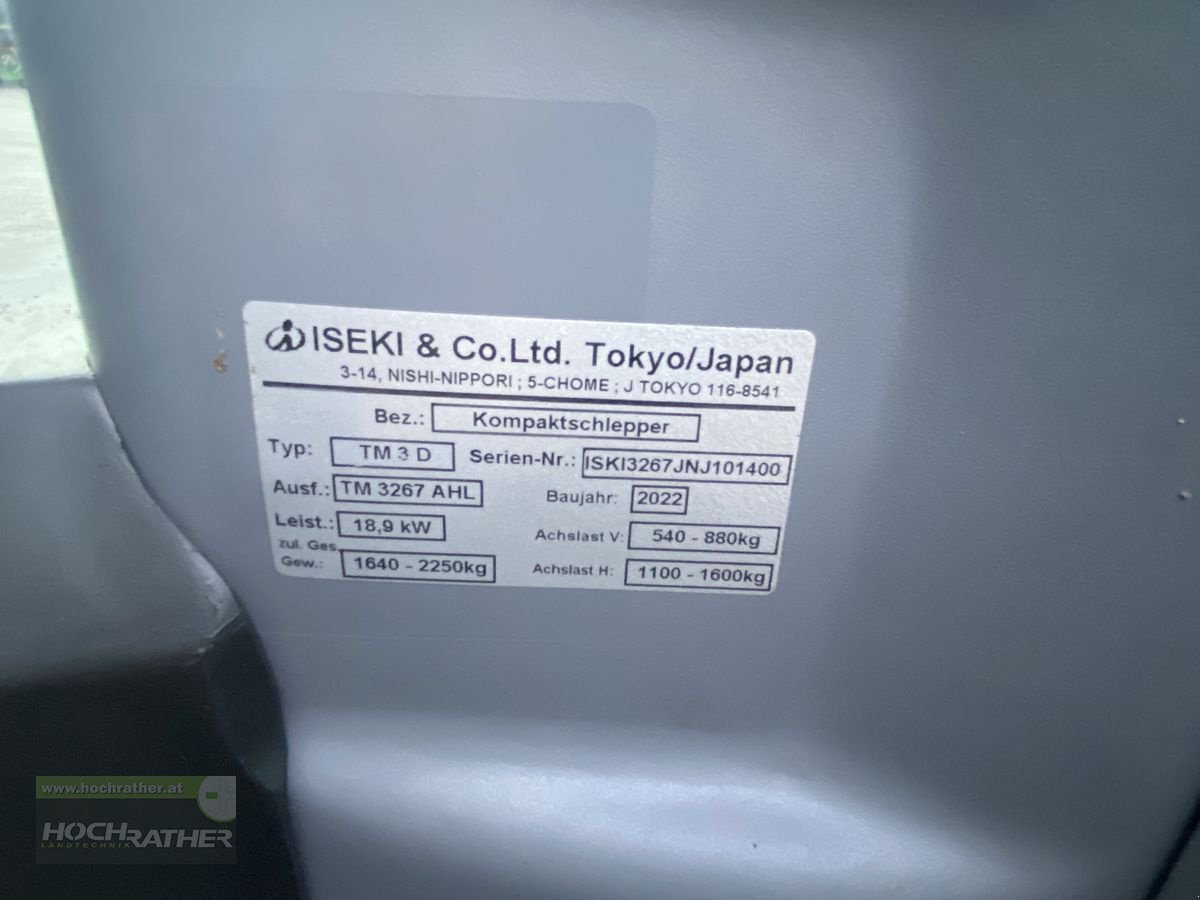 ISEKI & Co.Ltd. Tokyo/Japan
3-14, NISHI-NIPPORI ; 5-CHOME ; J TOKYO 116-8541
Bez.: Kompaktschlepper
Typ: TM 3 D Serien-Nr.: ISKI3267JNJ101400
Ausf.: TM 3267 AHL Baujahr: 2022
Leist.: 18,9 kW Achslast V: 540 - 880kg
zul. Ges.
Gew.: 1640 - 2250kg Achslast H: 1100 - 1600kg
www.hochrather.at
HOCHRATHER
LANDTECHNIK